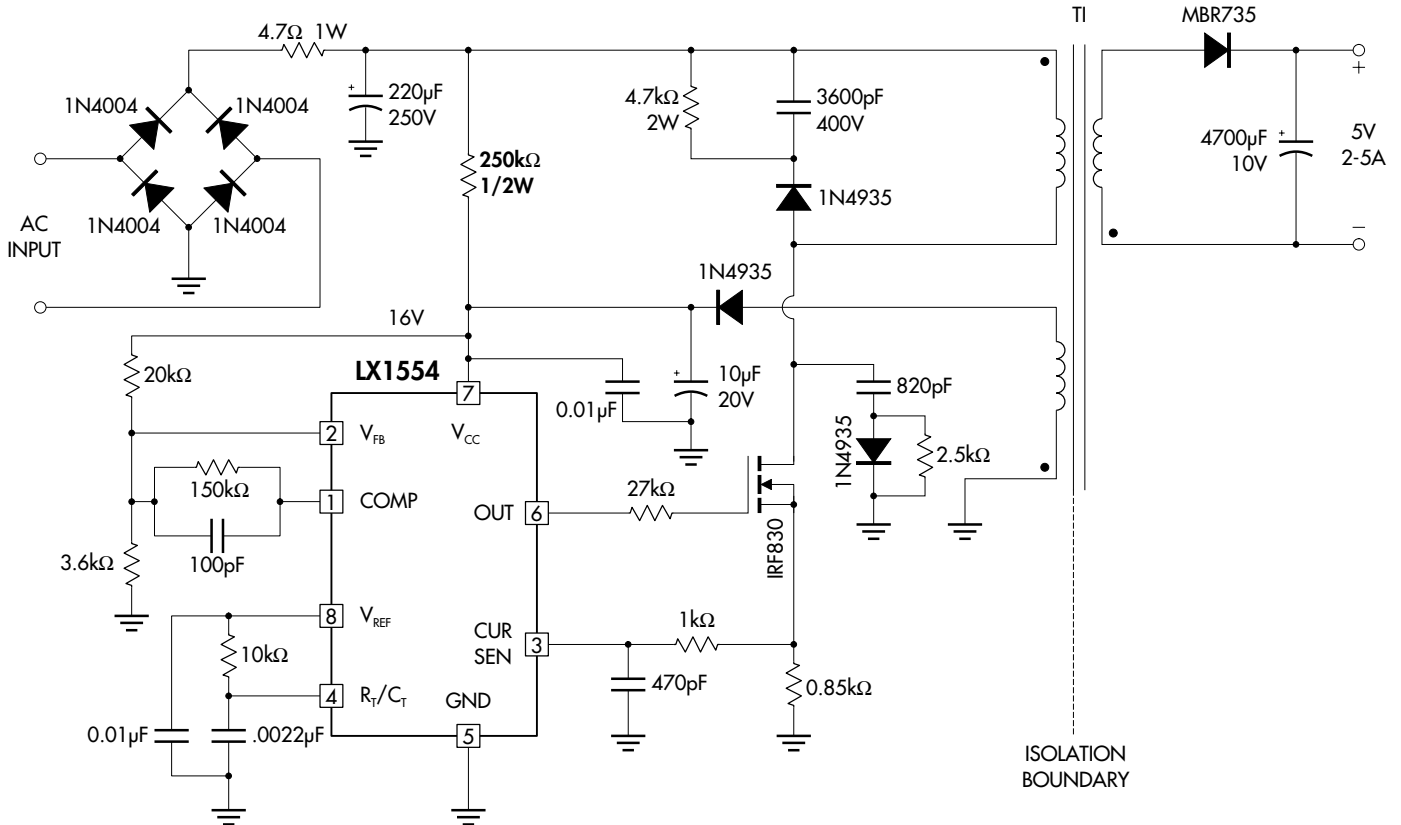 4.7Ω 1W
TI
MBR735
1N4004
1N4004
220µF
250V
4.7kΩ
2W
3600pF
400V
4700µF
10V
5V
2-5A
+
–
250kΩ
1/2W
1N4935
1N4004
1N4004
AC
INPUT
1N4935
16V
LX1554
20kΩ
7
0.01µF
10µF
20V
820pF
2
VFB
VCC
1N4935
2.5kΩ
150kΩ
1
COMP
27kΩ
OUT
6
100pF
3.6kΩ
IRF830
8
VREF
1kΩ
CUR
SEN
3
10kΩ
470pF
0.85kΩ
4
RT/CT
GND
0.01µF
.0022µF
5
ISOLATION
BOUNDARY